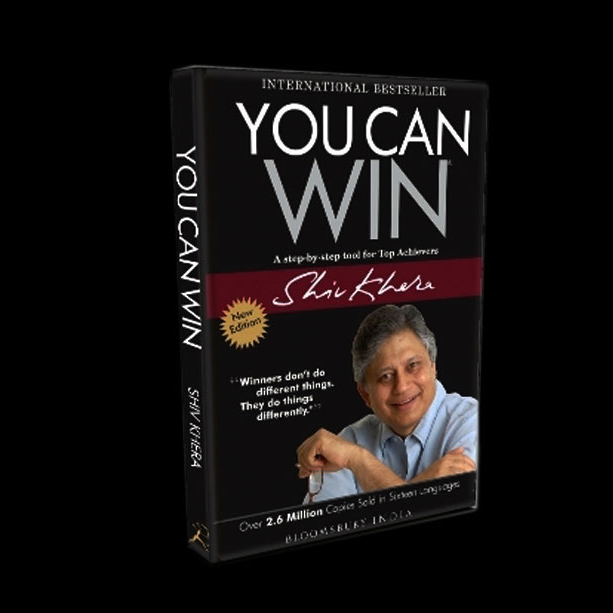 INTERNATIONAL BESTSELLER
YOU CAN
WIN
A step-by-step tool for Top Achievers
Shiv Khera
New
Edition
“Winners don't do
different things.
They do things
differently.”
Over 2.6 Million Copies Sold in Sixteen Languages
BLOOMSBURY INDIA
YOU CAN WIN
SHIV KHERA